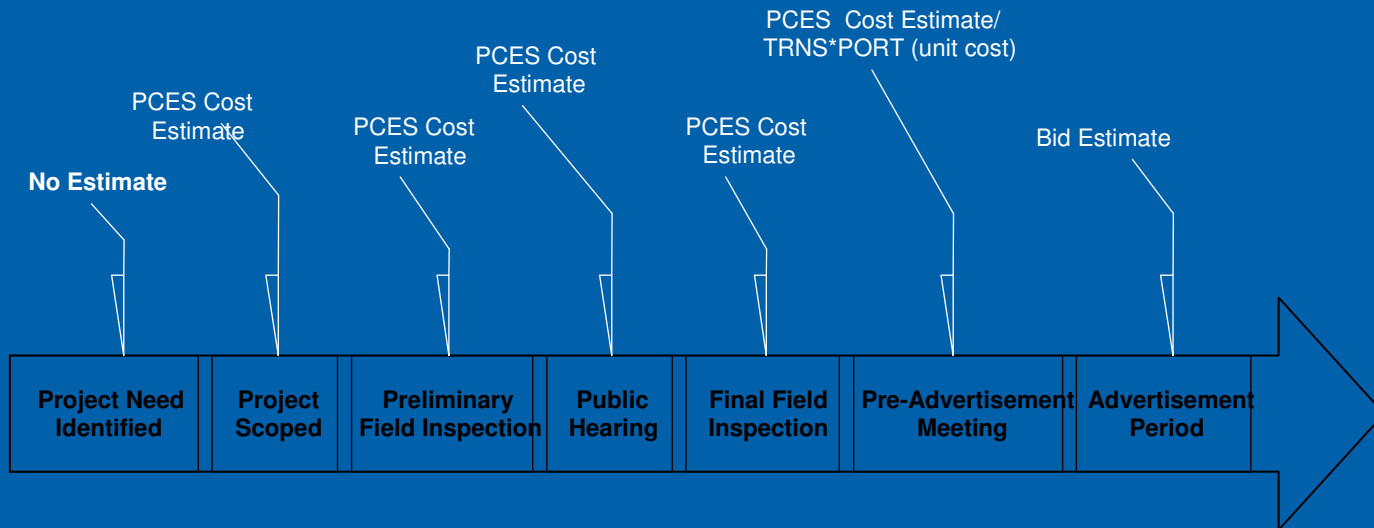 PCES Cost Estimate/
TRNS*PORT (unit cost)
PCES Cost
Estimate
PCES Cost
Estimate
PCES Cost
Estimate
PCES Cost
Estimate
Bid Estimate
No Estimate
Project Need
Identified
Project
Scoped
Preliminary
Field Inspection
Public
Hearing
Final Field
Inspection
Pre-Advertisement
Meeting
Advertisement
Period